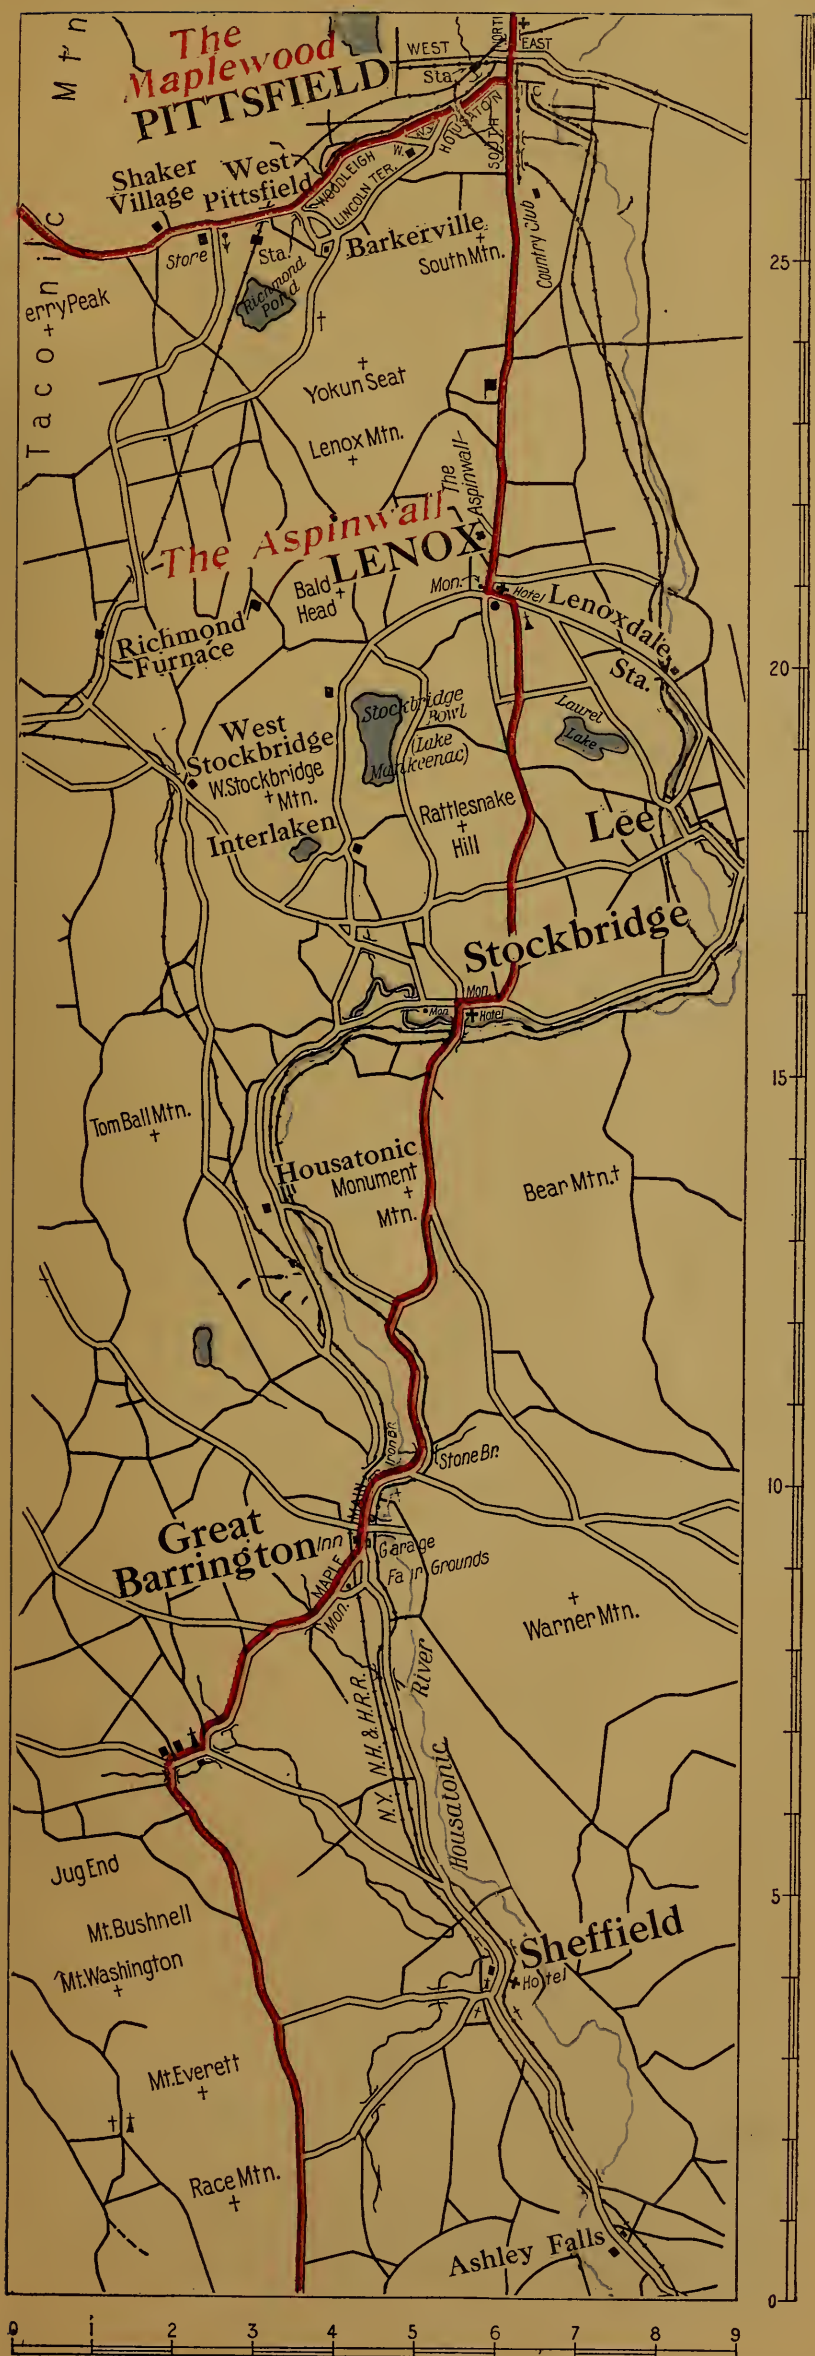 Taconic Mtn
The
Maplewood
PITTSFIELD
WEST
Sta.
NORTH
EAST
SOUTH
HOUSATONIC
Shaker
Village
West
Pittsfield
WOODLEIGH
LINCOLN TER.
W.
Store
Sta.
Barkerville
South Mtn.
Country Club
Richmond
Pond
erry Peak
Yokun Seat
Lenox Mtn.
The
Aspinwall
The Aspinwall
LENOX
Bald
Head
Mon.
Hotel
Lenoxdale
Sta.
Richmond
Furnace
West
Stockbridge
W. Stockbridge
Mtn.
Stockbridge
Bowl
(Lake
Mahkeenac)
Laurel
Lake
Interlaken
Rattlesnake
Hill
Lee
Stockbridge
Mon.
Mon.
Hotel
Tom Ball Mtn.
Housatonic
Monument
Mtn.
Bear Mtn.
Iron Br.
Stone Br.
MAIN
Great
Barrington
Inn
Garage
Fair Grounds
MAPLE
Mon.
Warner Mtn.
N.Y. N.H. & H.R.R.
Housatonic River
Jug End
Mt. Bushnell
Mt. Washington
Sheffield
Hotel
Mt. Everett
Race Mtn.
Ashley Falls
25
20
15
10
5
0
0 1 2 3 4 5 6 7 8 9